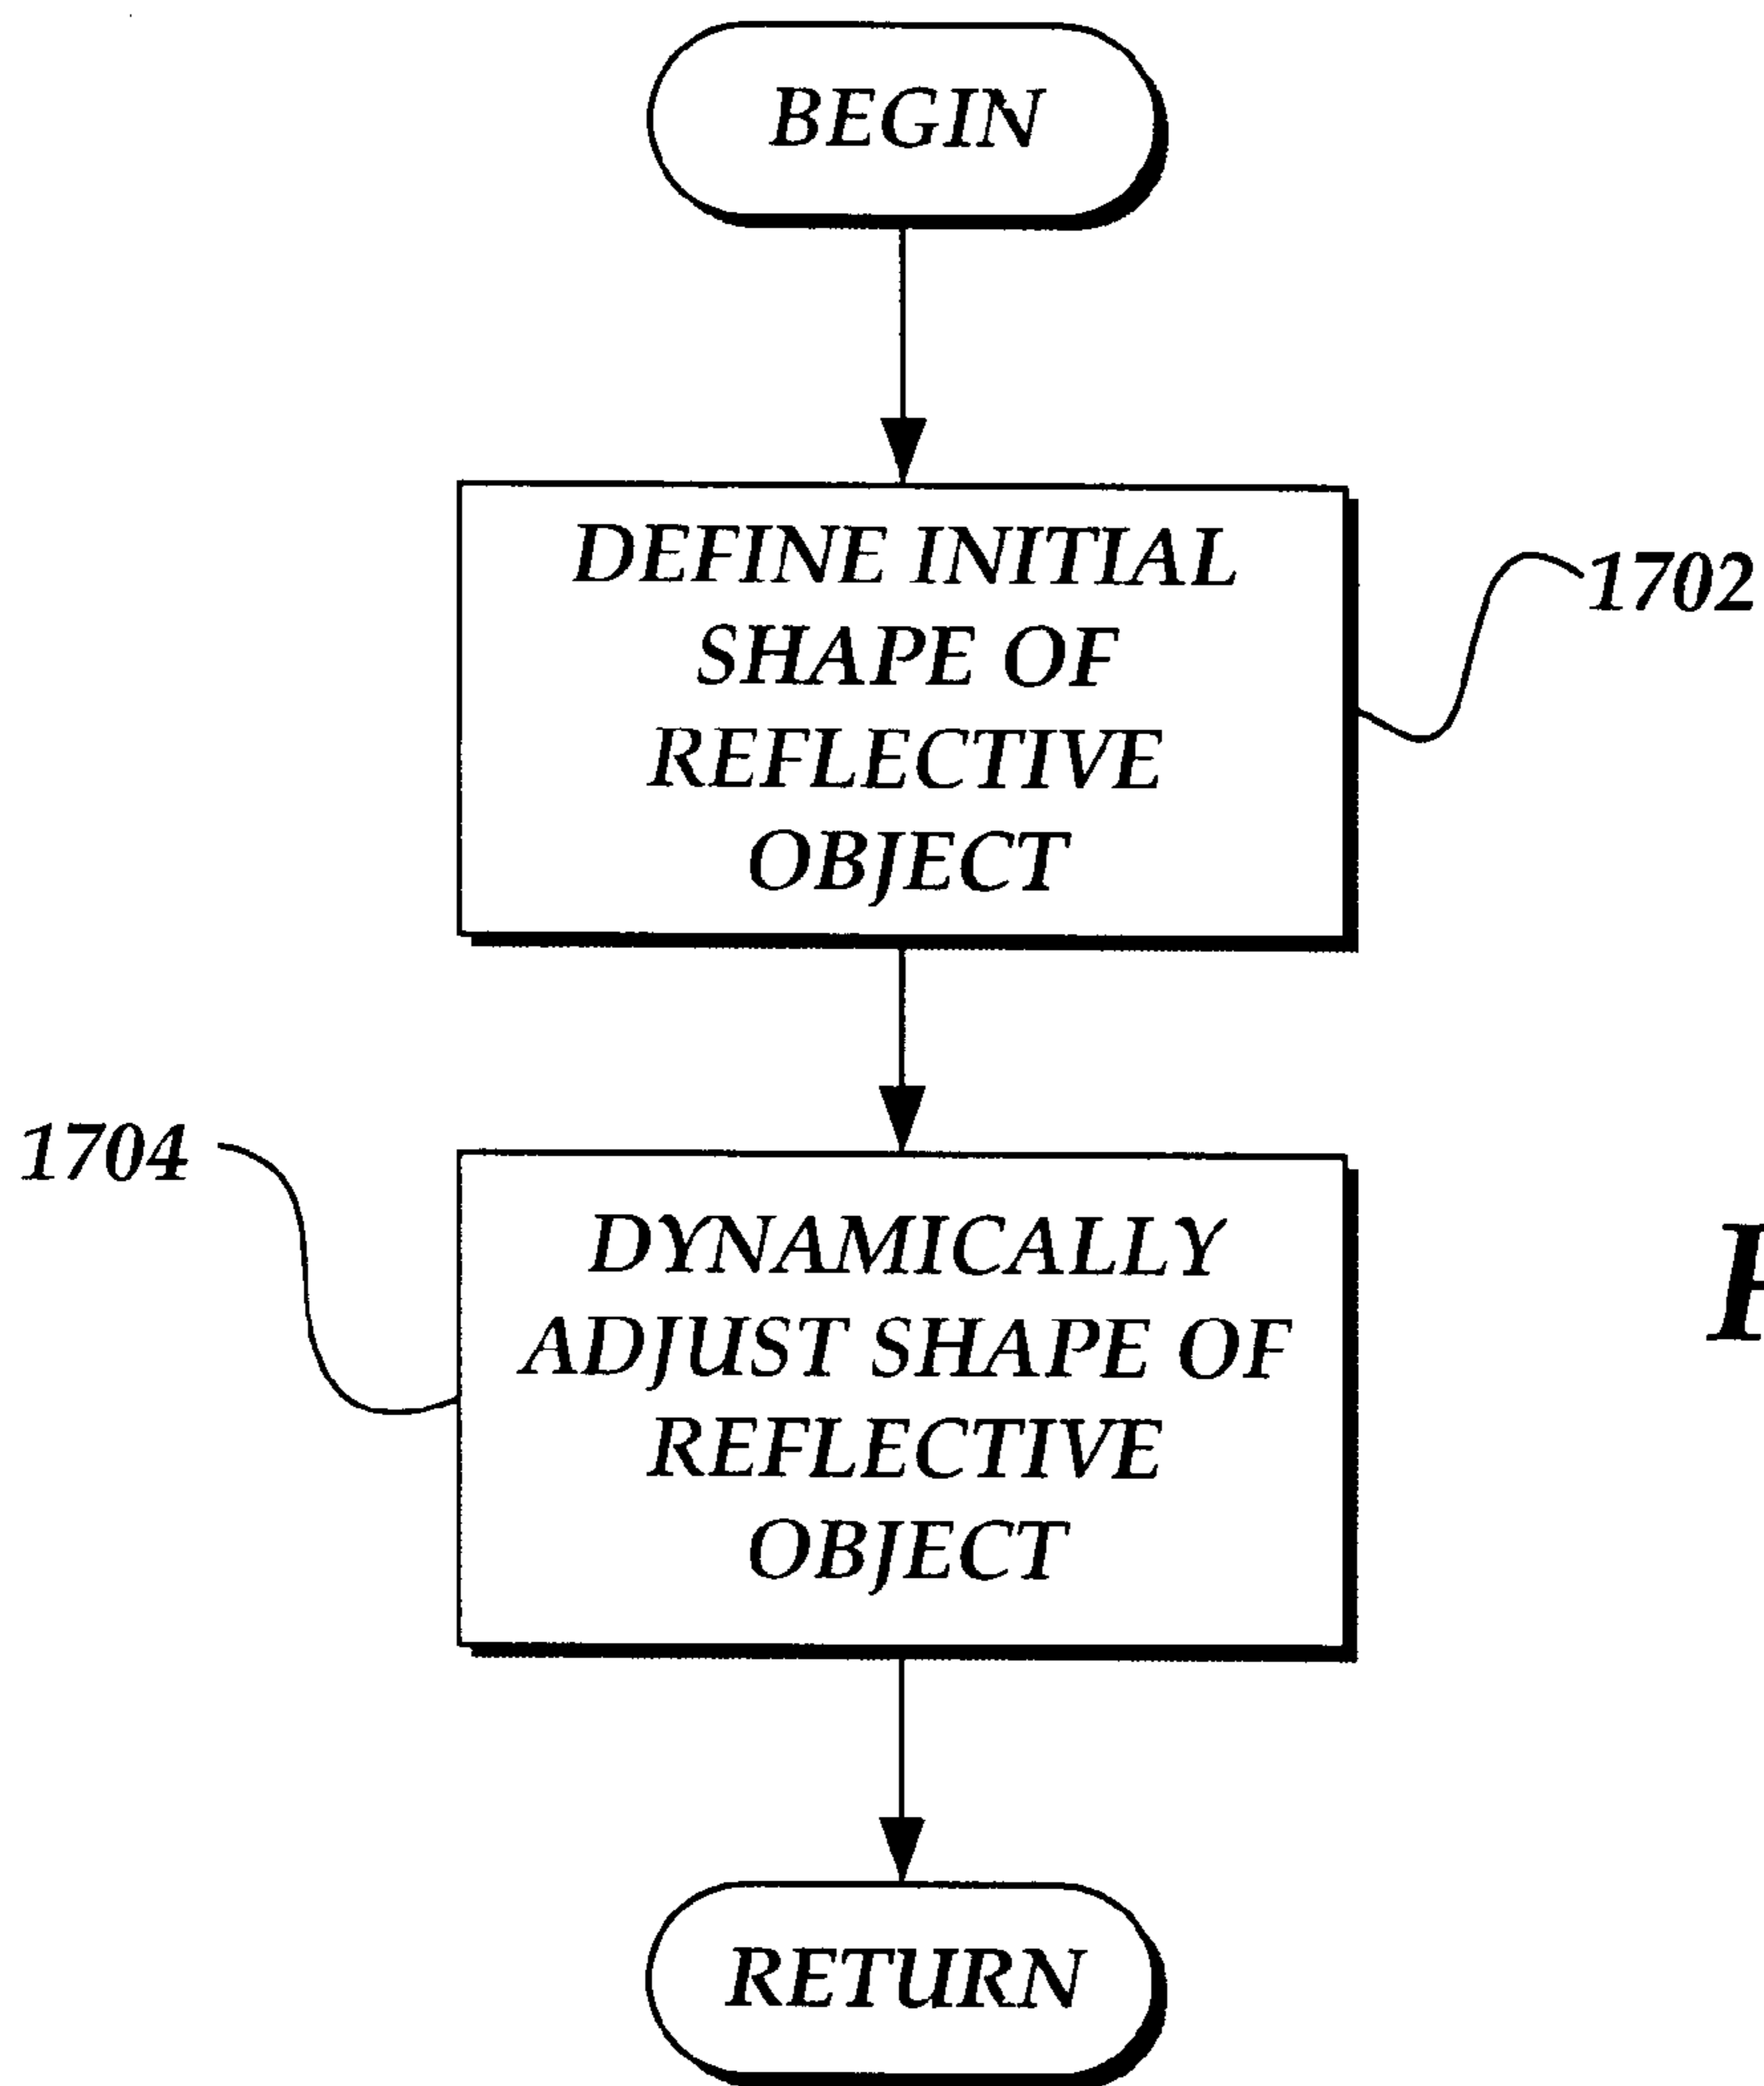 BEGIN
DEFINE INITIAL
SHAPE OF
REFLECTIVE
OBJECT
1702
1704
DYNAMICALLY
ADJUST SHAPE OF
REFLECTIVE
OBJECT
RETURN